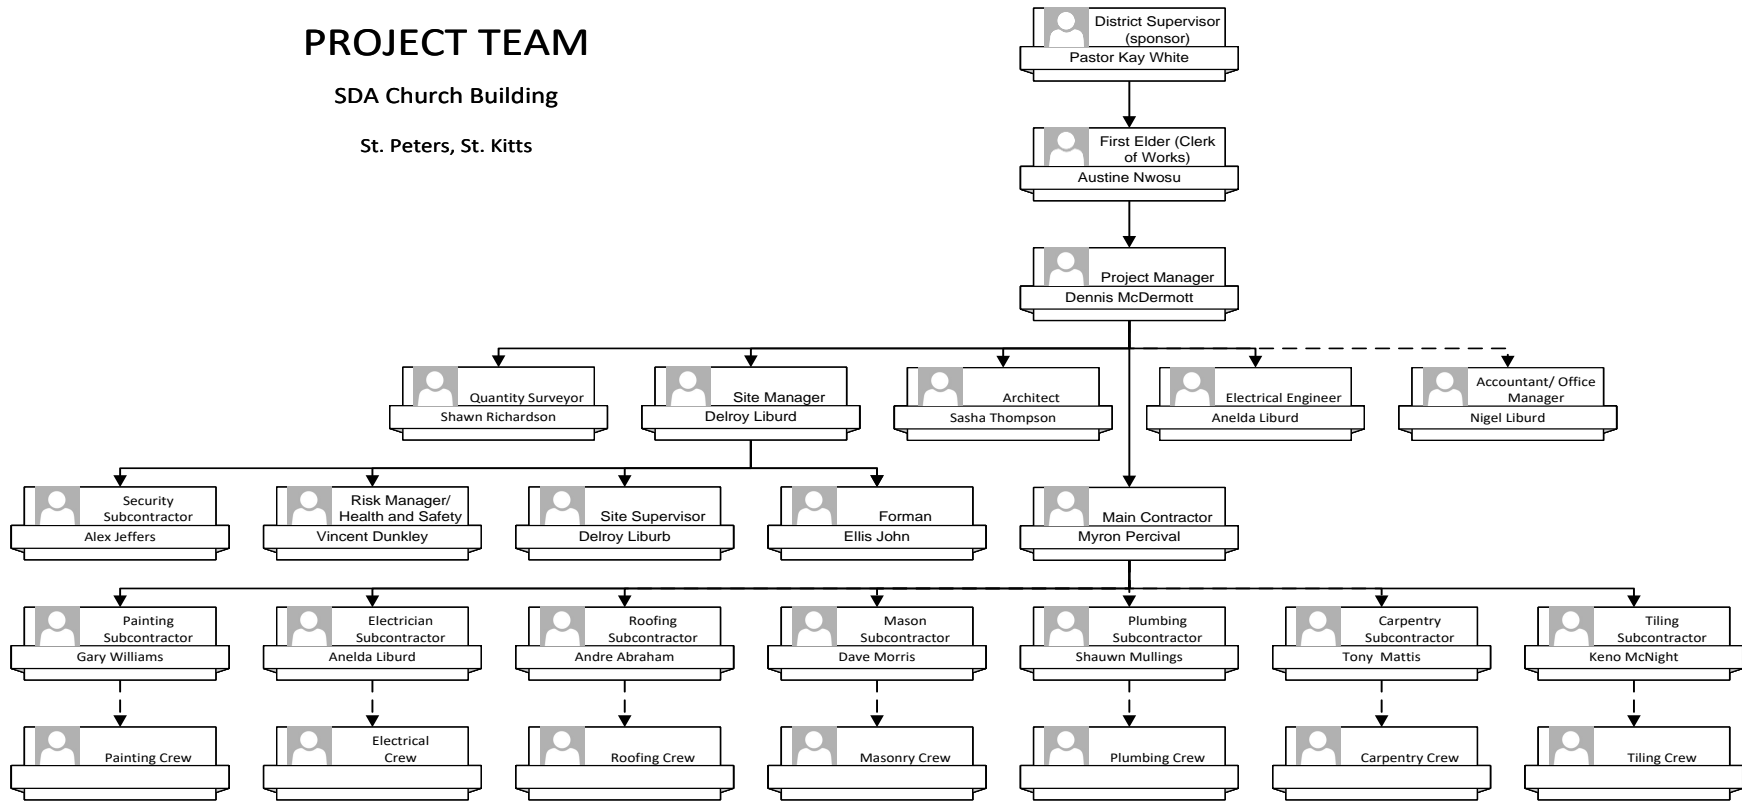 PROJECT TEAM
SDA Church Building
St. Peters, St. Kitts
District Supervisor
(sponsor)
Pastor Kay White
First Elder (Clerk
of Works)
Austine Nwosu
Project Manager
Dennis McDermott
Quantity Surveyor
Shawn Richardson
Site Manager
Delroy Liburd
Architect
Sasha Thompson
Electrical Engineer
Anelda Liburd
Accountant/ Office
Manager
Nigel Liburd
Security
Subcontractor
Alex Jeffers
Risk Manager/
Health and Safety
Vincent Dunkley
Site Supervisor
Delroy Liburb
Forman
Ellis John
Main Contractor
Myron Percival
Painting
Subcontractor
Gary Williams
Electrician
Subcontractor
Anelda Liburd
Roofing
Subcontractor
Andre Abraham
Mason
Subcontractor
Dave Morris
Plumbing
Subcontractor
Shauwn Mullings
Carpentry
Subcontractor
Tony Mattis
Tiling
Subcontractor
Keno McNight
Painting Crew
Electrical
Crew
Roofing Crew
Masonry Crew
Plumbing Crew
Carpentry Crew
Tiling Crew